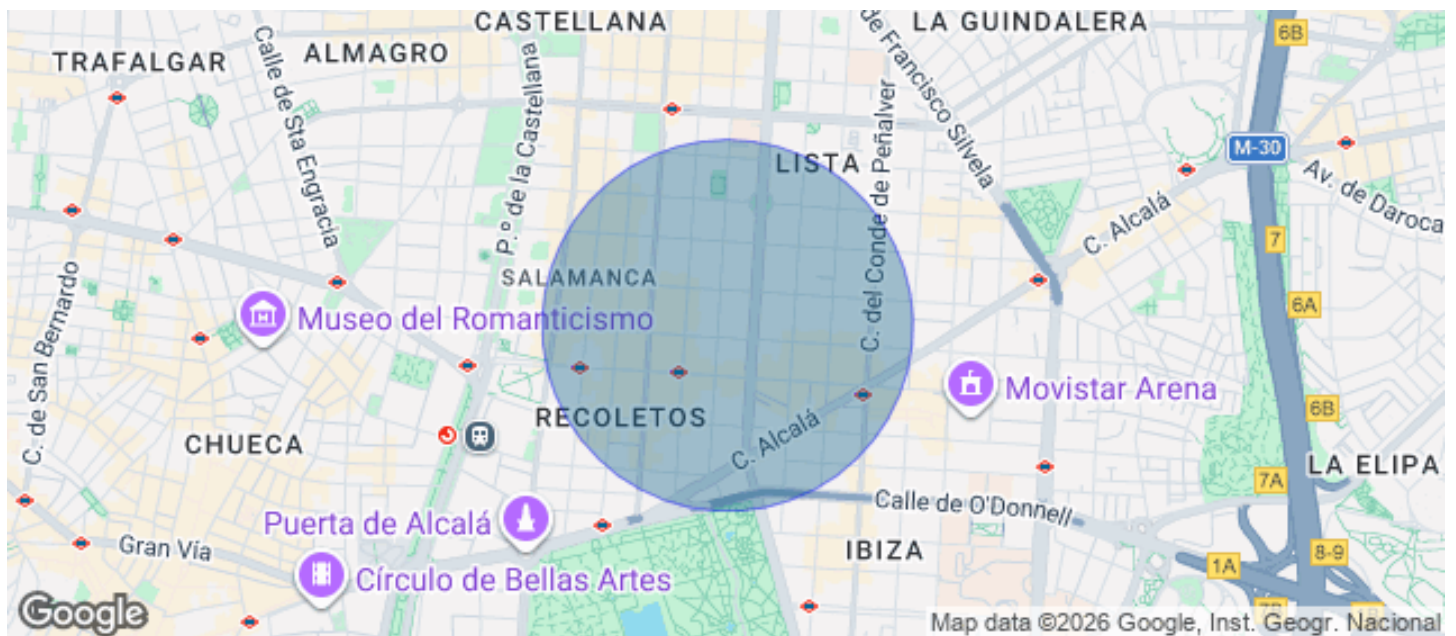 CASTELLANA
LA GUINDALERA
6B
TRAFALGAR
ALMAGRO
Calle de Sta Engracia
P.º de la Castellana
de Francisco Silvela
C. del Conde de Peñalver
LISTA
M-30
Av. de Daroca
C. Alcalá
7
SALAMANCA
6A
Museo del Romanticismo
C. de San Bernardo
Movistar Arena
RECOLETOS
6B
CHUECA
C. Alcalá
LA ELIPA
7A
Calle de O'Donnell
Puerta de Alcalá
Gran Vía
IBIZA
8-9
1A
Círculo de Bellas Artes
7B
Google
Map data ©2026 Google, Inst. Geogr. Nacional